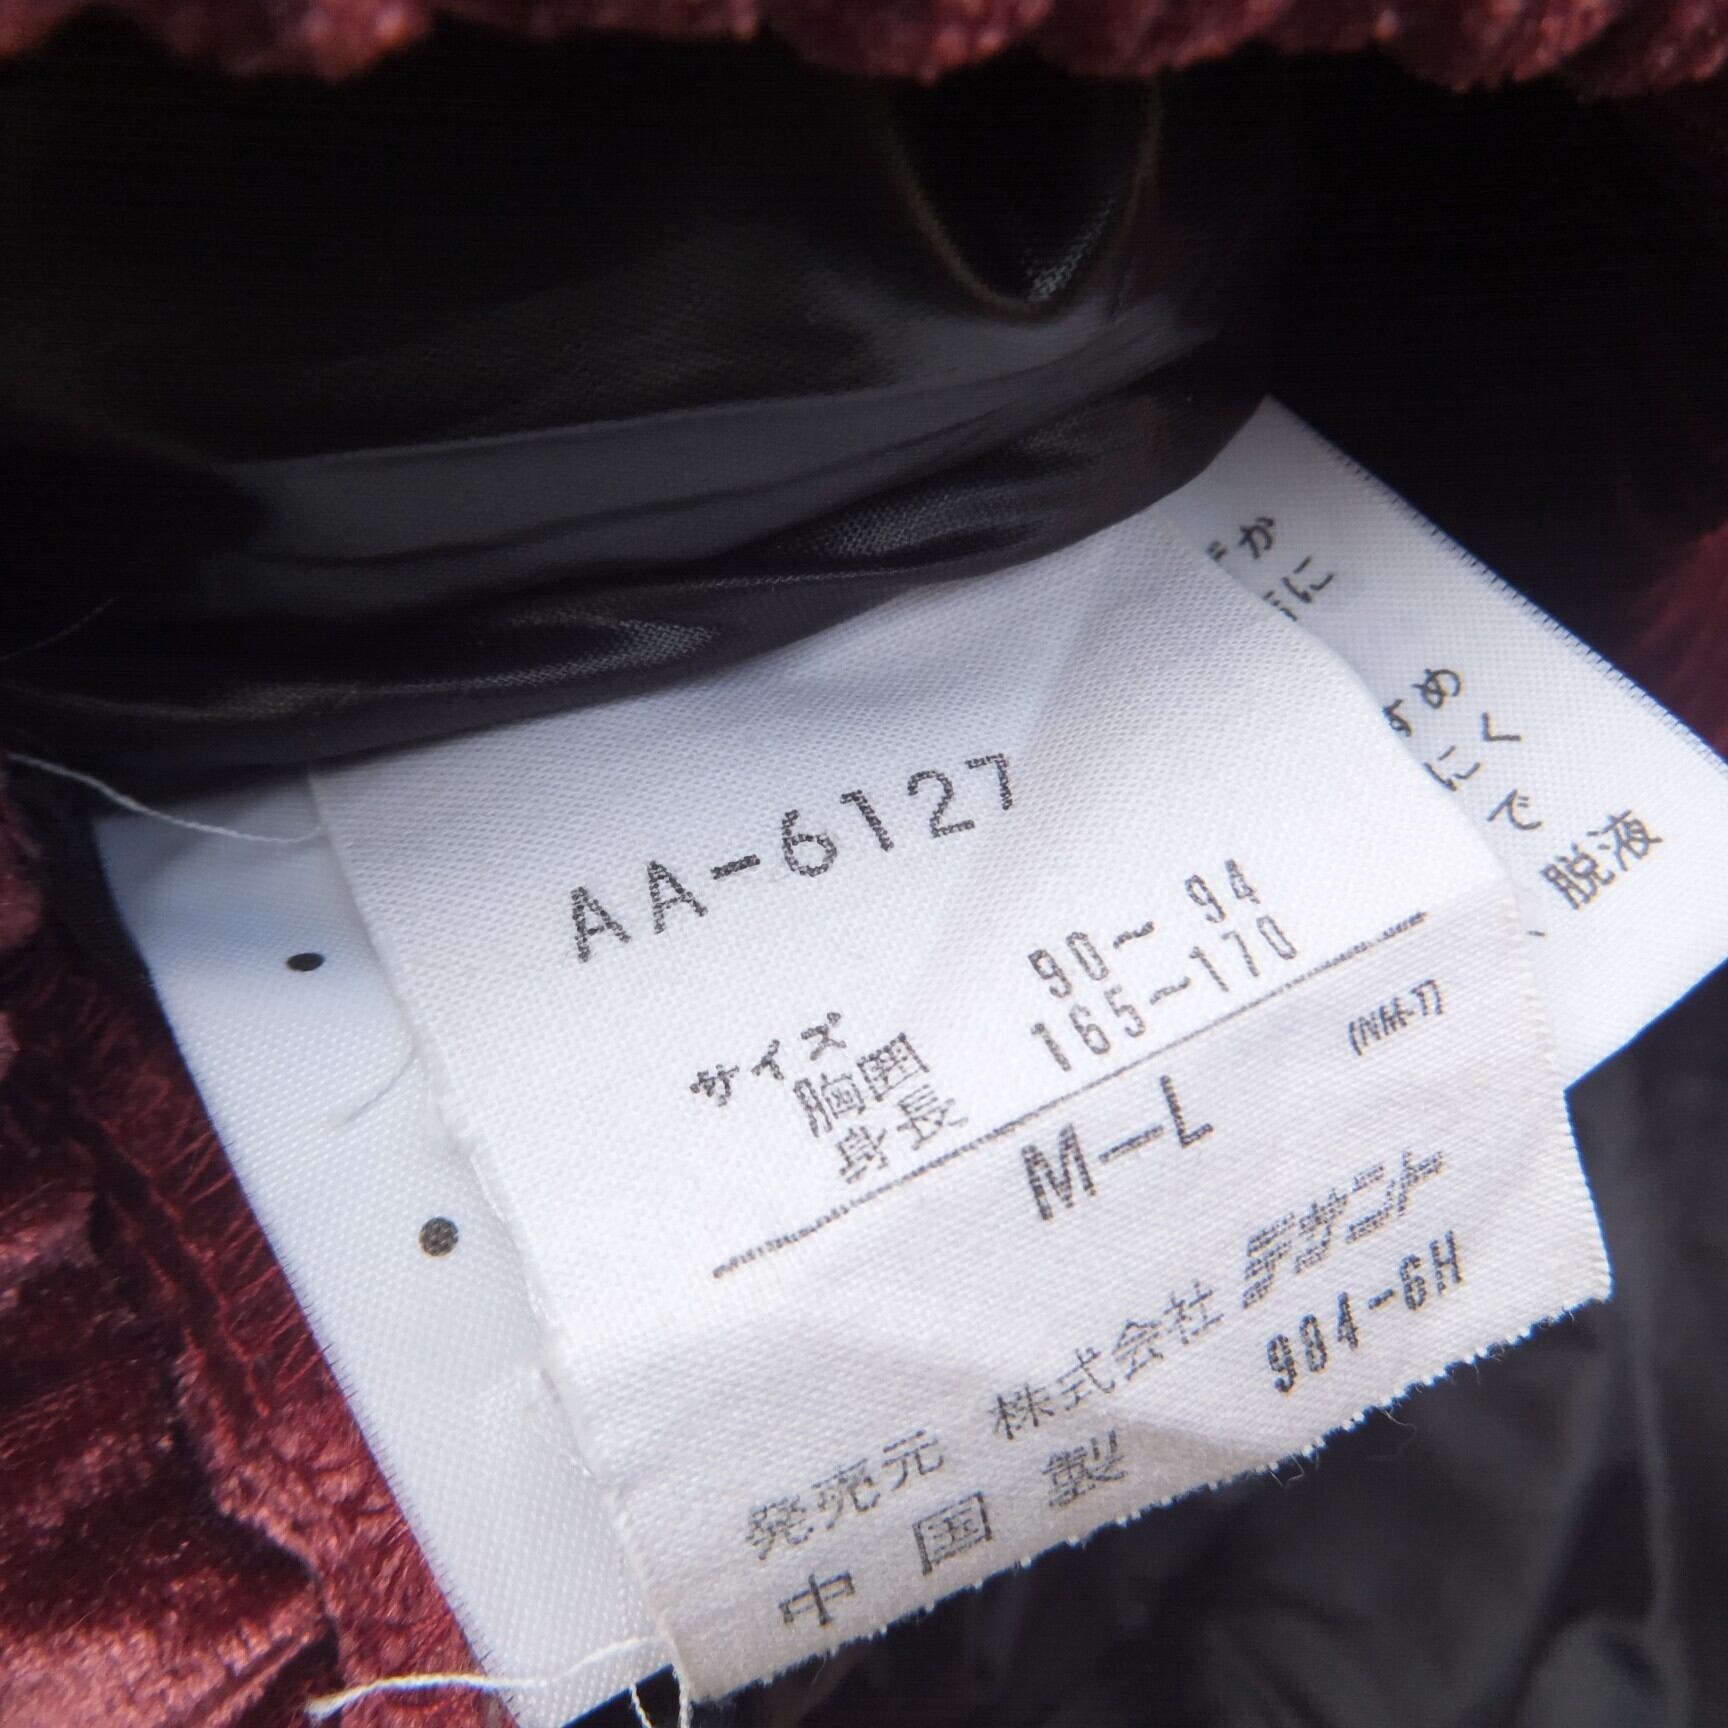 AA-6127
サイズ
胸囲 90～ 94
身長 165～170
(NM-1)
M－L
発売元 株式会社 デサント
984-6H
中国製
か
に
すめ
く
にで
脱液